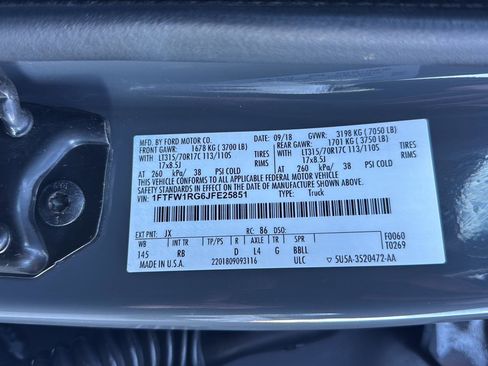 MFD. BY FORD MOTOR CO. DATE: 09/18 GVWR: 3198 KG ( 7050 LB)
FRONT GAWR: 1678 KG ( 3700 LB) REAR GAWR: 1701 KG ( 3750 LB)
WITH LT315/70R17C 113/110S TIRES WITH LT315/70R17C 113/110S TIRES
17x8.5J RIMS 17x8.5J RIMS
AT 260 kPa/ 38 PSI COLD AT 260 kPa/ 38 PSI COLD
THIS VEHICLE CONFORMS TO ALL APPLICABLE FEDERAL MOTOR VEHICLE
SAFETY STANDARDS IN EFFECT ON THE DATE OF MANUFACTURE SHOWN ABOVE.
VIN: 1FTFW1RG6JFE25851 TYPE: Truck
EXT PNT: JX RC: 86 DSO: F0060
WB INT TR TP/PS R AXLE TR SPR T0269
145 RB D L4 G BBLL
MADE IN U.S.A. 2201809093116 ULC 5USA-3520472-AA